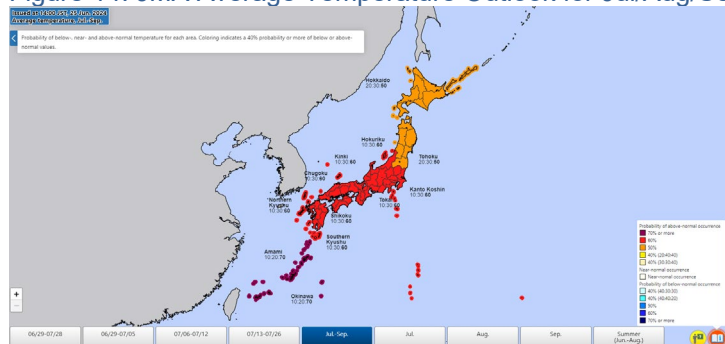 Issued at 14:00 JST, 25 Jun. 2024
Average temperature, Jul.-Sep.
Probability of below-, near- and above-normal temperature for each area. Coloring indicates a 40% probability or more of below or above-
normal values.
Hokkaido
20:30:50
Hokuriku
10:30:60
Tohoku
20:30:50
Kinki
10:30:60
Chugoku
10:30:60
Kanto Koshin
10:30:60
Northern
Kyushu
10:30:60
Shikoku
10:30:60
Southern
Kyushu
10:30:60
Amami
10:20:70
Okinawa
10:20:70
Probability of above-normal occurrence
70% or more
60%
50%
40% (20:40:40)
40% (30:30:40)
Near-normal occurrence
Near-normal occurrence
Probability of below-normal occurrence
40% (40:30:30)
40% (40:40:20)
50%
60%
70% or more
+
06/29-07/28
06/29-07/05
07/06-07/12
07/13-07/26
Jul.-Sep.
Jul.
Aug.
Sep.
Summer
(Jun.-Aug.)